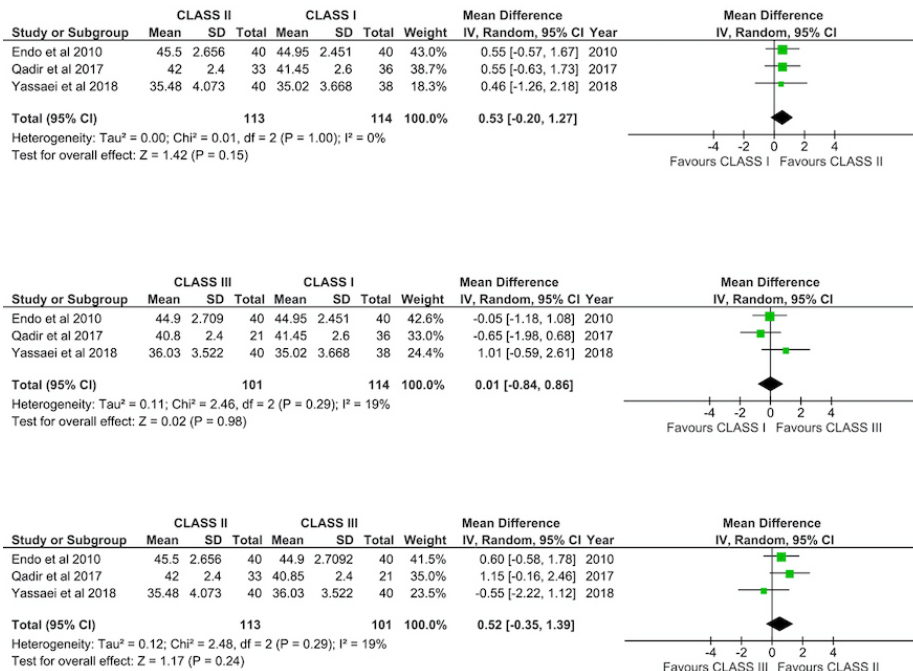 CLASS II CLASS I Mean Difference Mean Difference
Study or Subgroup Mean SD Total Mean SD Total Weight IV, Random, 95% CI Year IV, Random, 95% CI
Endo et al 2010 45.5 2.656 40 44.95 2.451 40 43.0% 0.55 [-0.57, 1.67] 2010
Qadir et al 2017 42 2.4 33 41.45 2.6 36 38.7% 0.55 [-0.63, 1.73] 2017
Yassaei et al 2018 35.48 4.073 40 35.02 3.668 38 18.3% 0.46 [-1.26, 2.18] 2018
Total (95% CI) 113 114 100.0% 0.53 [-0.20, 1.27]
Heterogeneity: Tau² = 0.00; Chi² = 0.01, df = 2 (P = 1.00); I² = 0%
Test for overall effect: Z = 1.42 (P = 0.15)
-4 -2 0 2 4
Favours CLASS I Favours CLASS II
CLASS III CLASS I Mean Difference Mean Difference
Study or Subgroup Mean SD Total Mean SD Total Weight IV, Random, 95% CI Year IV, Random, 95% CI
Endo et al 2010 44.9 2.709 40 44.95 2.451 40 42.6% -0.05 [-1.18, 1.08] 2010
Qadir et al 2017 40.8 2.4 21 41.45 2.6 36 33.0% -0.65 [-1.98, 0.68] 2017
Yassaei et al 2018 36.03 3.522 40 35.02 3.668 38 24.4% 1.01 [-0.59, 2.61] 2018
Total (95% CI) 101 114 100.0% 0.01 [-0.84, 0.86]
Heterogeneity: Tau² = 0.11; Chi² = 2.46, df = 2 (P = 0.29); I² = 19%
Test for overall effect: Z = 0.02 (P = 0.98)
-4 -2 0 2 4
Favours CLASS I Favours CLASS III
CLASS II CLASS III Mean Difference Mean Difference
Study or Subgroup Mean SD Total Mean SD Total Weight IV, Random, 95% CI Year IV, Random, 95% CI
Endo et al 2010 45.5 2.656 40 44.9 2.7092 40 41.5% 0.60 [-0.58, 1.78] 2010
Qadir et al 2017 42 2.4 33 40.85 2.4 21 35.0% 1.15 [-0.16, 2.46] 2017
Yassaei et al 2018 35.48 4.073 40 36.03 3.522 40 23.5% -0.55 [-2.22, 1.12] 2018
Total (95% CI) 113 101 100.0% 0.52 [-0.35, 1.39]
Heterogeneity: Tau² = 0.12; Chi² = 2.48, df = 2 (P = 0.29); I² = 19%
Test for overall effect: Z = 1.17 (P = 0.24)
-4 -2 0 2 4
Favours CLASS III Favours CLASS II